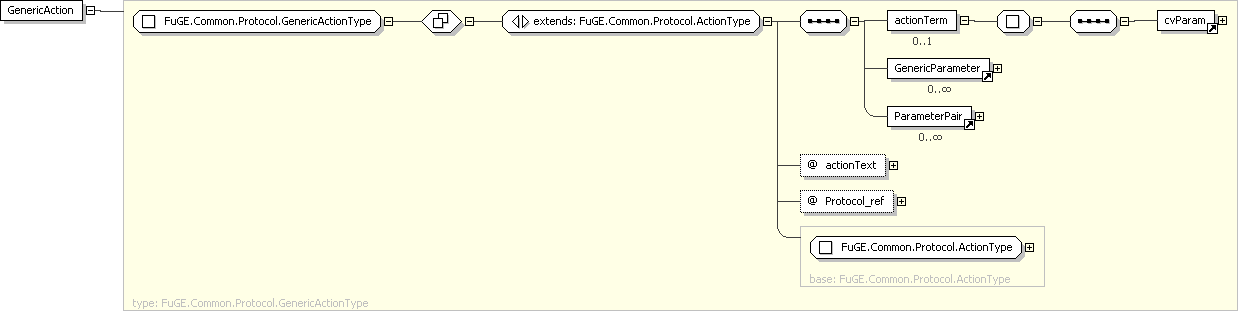 GenericAction
FuGE.Common.Protocol.GenericActionType
extends: FuGE.Common.Protocol.ActionType
actionTerm
0..1
cvParam
GenericParameter
0..∞
ParameterPair
0..∞
@ actionText
@ Protocol_ref
FuGE.Common.Protocol.ActionType
base: FuGE.Common.Protocol.ActionType
type: FuGE.Common.Protocol.GenericActionType